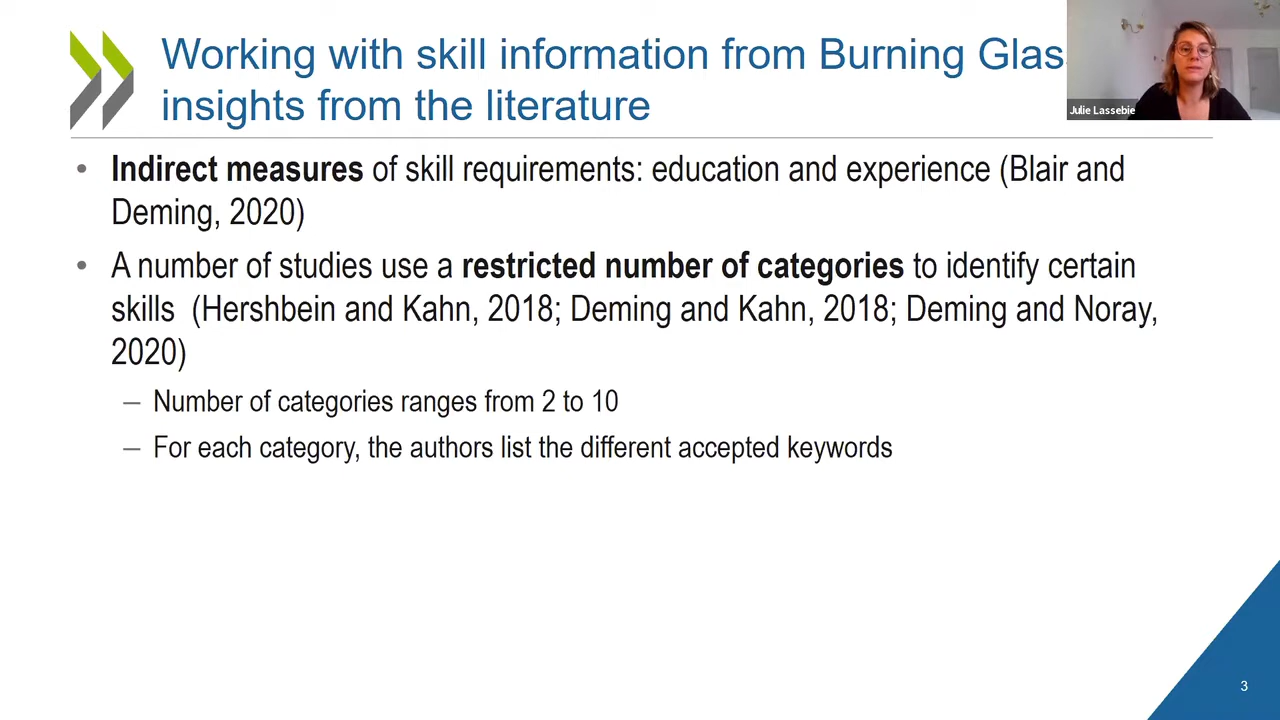 Working with skill information from Burning Glas
insights from the literature
Julie Lassebie
• Indirect measures of skill requirements: education and experience (Blair and
Deming, 2020)
• A number of studies use a restricted number of categories to identify certain
skills (Hershbein and Kahn, 2018; Deming and Kahn, 2018; Deming and Noray,
2020)
– Number of categories ranges from 2 to 10
– For each category, the authors list the different accepted keywords
3